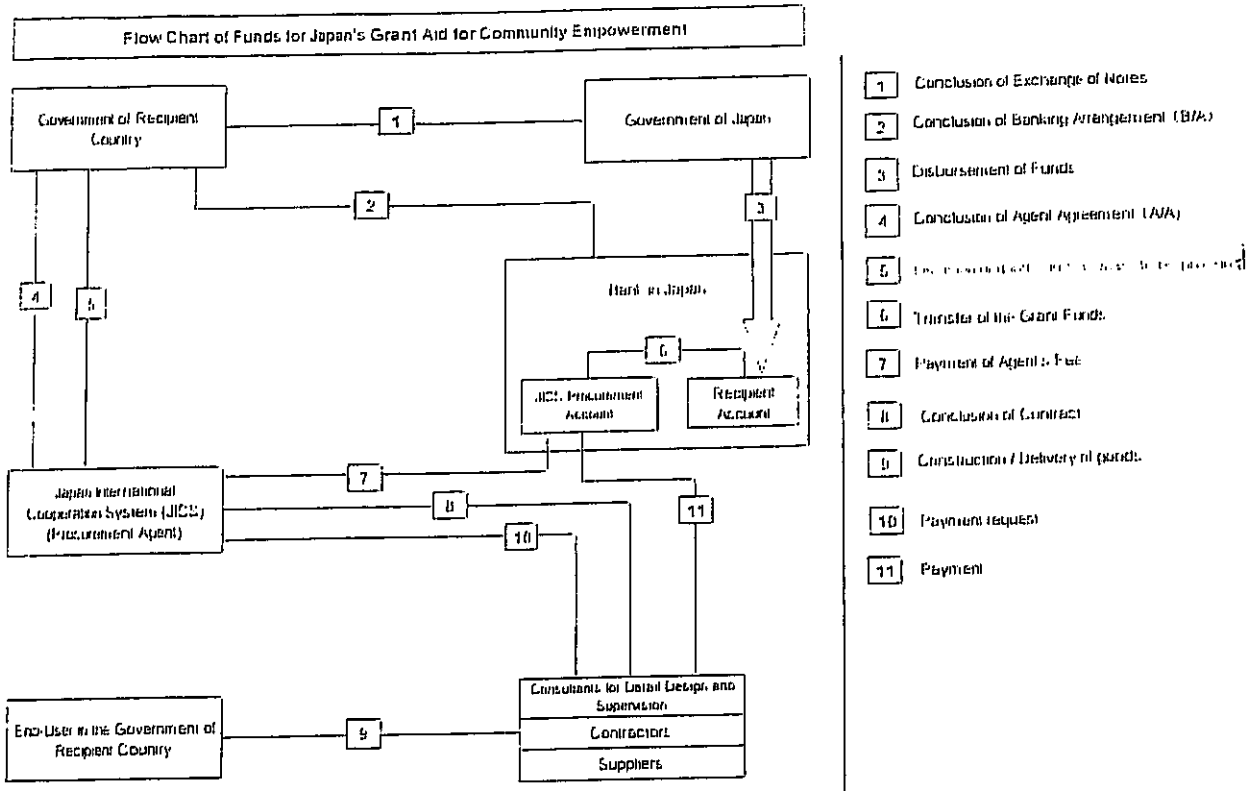 Flow Chart of Funds for Japan's Grant Aid for Community Empowerment
Government of Recipient
Country
1
Government of Japan
2
3
Bank in Japan
4
5
6
JICS Procurement
Account
Recipient
Account
Japan International
Cooperation System (JICS)
(Procurement Agent)
7
8
10
11
End-User in the Government of
Recipient Country
9
Consultants for Detail Design and
Supervision
Contractors
Suppliers
1 Conclusion of Exchange of Notes
2 Conclusion of Banking Arrangement (B/A)
3 Disbursement of Funds
4 Conclusion of Agent Agreement (A/A)
5
6 Transfer of the Grant Funds
7 Payment of Agent's Fee
8 Conclusion of Contract
9 Construction / Delivery of goods
10 Payment request
11 Payment